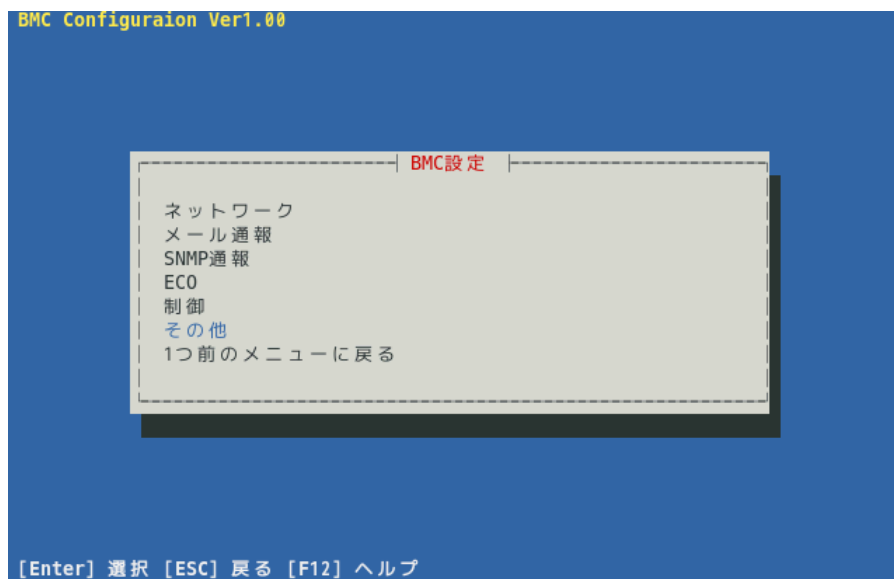 BMC Configuraion Ver1.00
BMC設定
ネットワーク
メール通報
SNMP通報
ECO
制御
その他
1つ前のメニューに戻る
[Enter] 選択 [ESC] 戻る [F12] ヘルプ